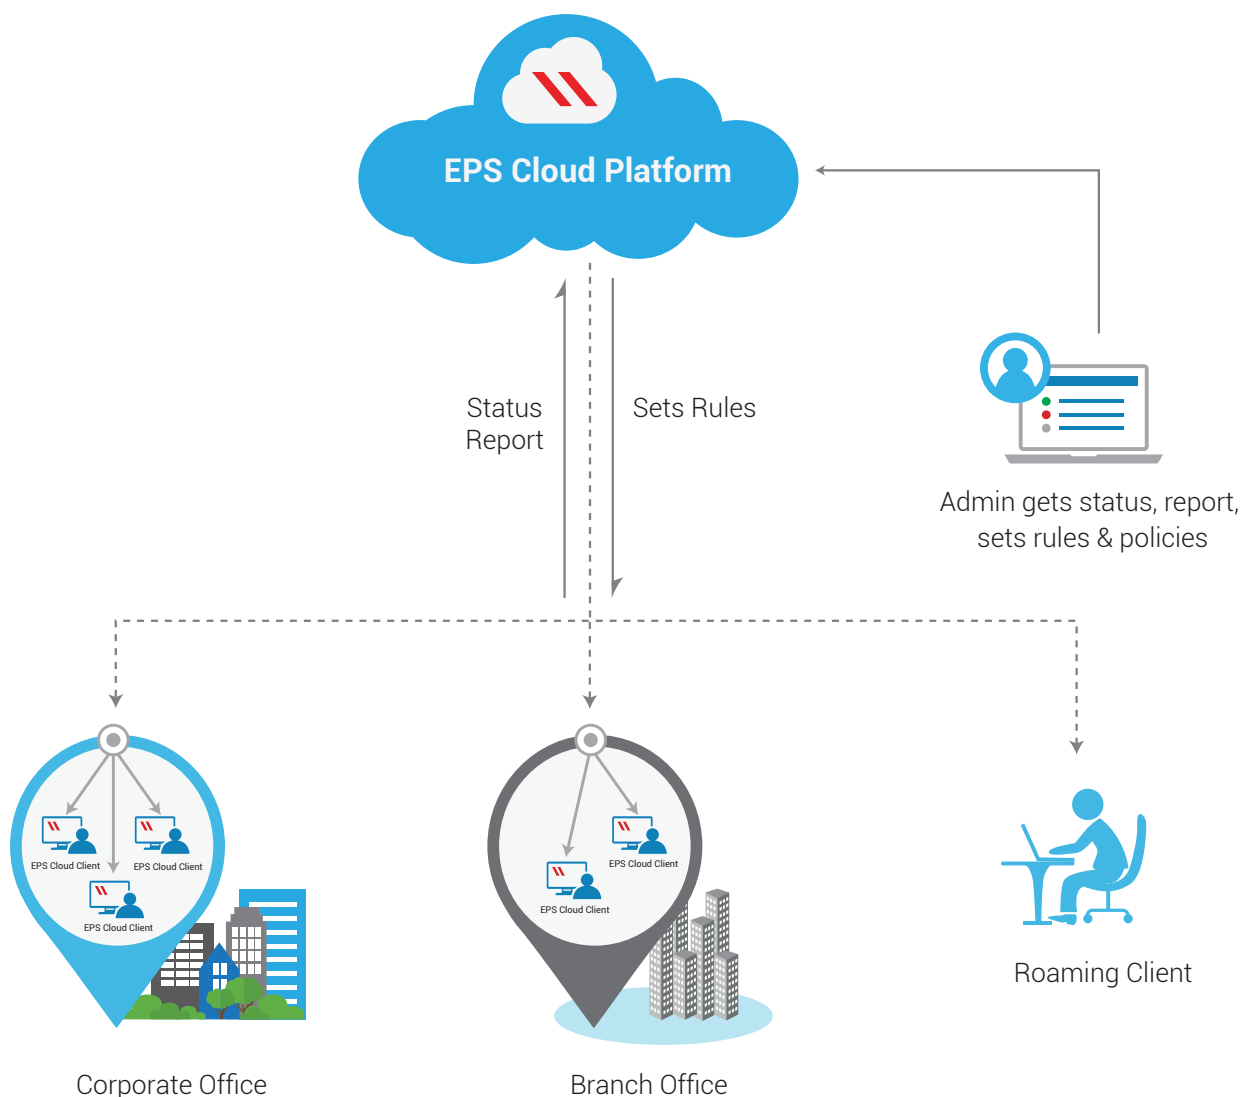 EPS Cloud Platform
Status
Report
Sets Rules
Admin gets status, report,
sets rules & policies
EPS Cloud Client
EPS Cloud Client
EPS Cloud Client
EPS Cloud Client
EPS Cloud Client
Roaming Client
Corporate Office
Branch Office